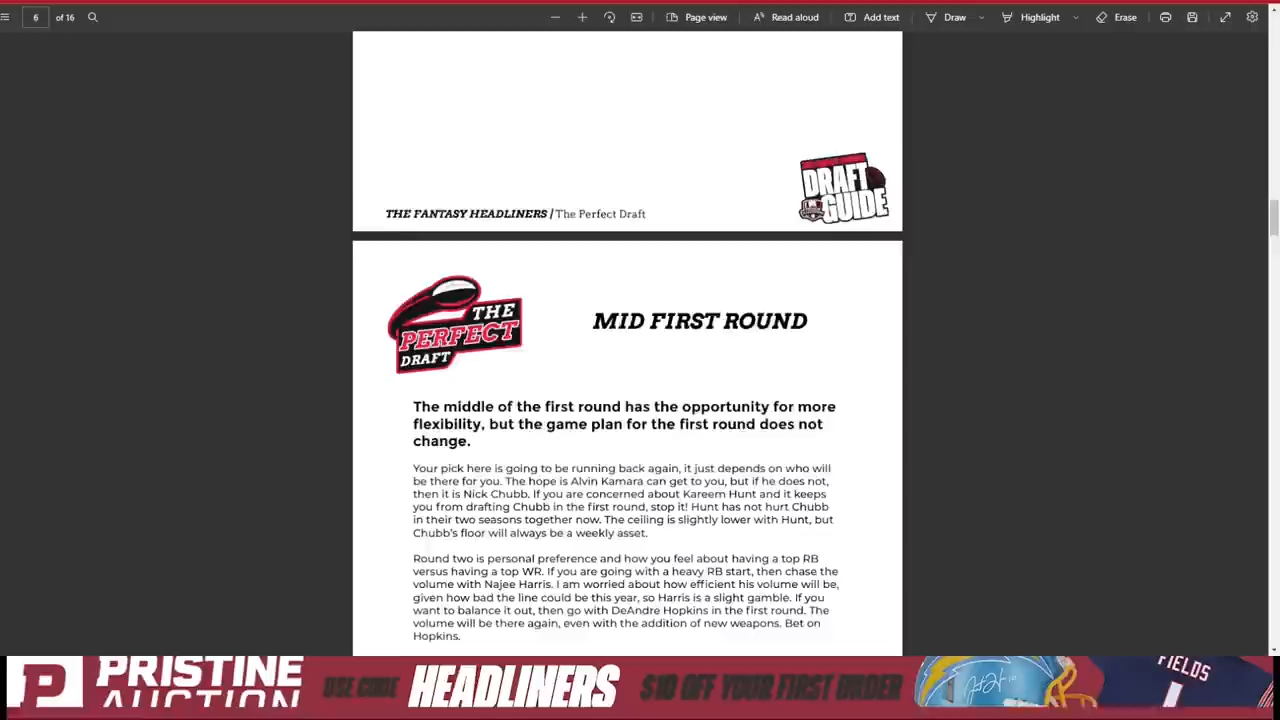 6 of 16 Page view Read aloud Add text Draw Highlight Erase
DRAFT
GUIDE
THE FANTASY HEADLINERS / The Perfect Draft
THE
PERFECT
DRAFT
MID FIRST ROUND
The middle of the first round has the opportunity for more
flexibility, but the game plan for the first round does not
change.
Your pick here is going to be running back again, it just depends on who will
be there for you. The hope is Alvin Kamara can get to you, but if he does not,
then it is Nick Chubb. If you are concerned about Kareem Hunt and it keeps
you from drafting Chubb in the first round, stop it! Hunt has not hurt Chubb
in their two seasons together now. The ceiling is slightly lower with Hunt, but
Chubb's floor will always be a weekly asset.
Round two is personal preference and how you feel about having a top RB
versus having a top WR. If you are going with a heavy RB start, then chase the
volume with Najee Harris. I am worried about how efficient his volume will be,
given how bad the line could be this year, so Harris is a slight gamble. If you
want to balance it out, then go with DeAndre Hopkins in the first round. The
volume will be there again, even with the addition of new weapons. Bet on
Hopkins.
P PRISTINE
AUCTION
USE CODE HEADLINERS $10 OFF YOUR FIRST ORDER
FIELDS